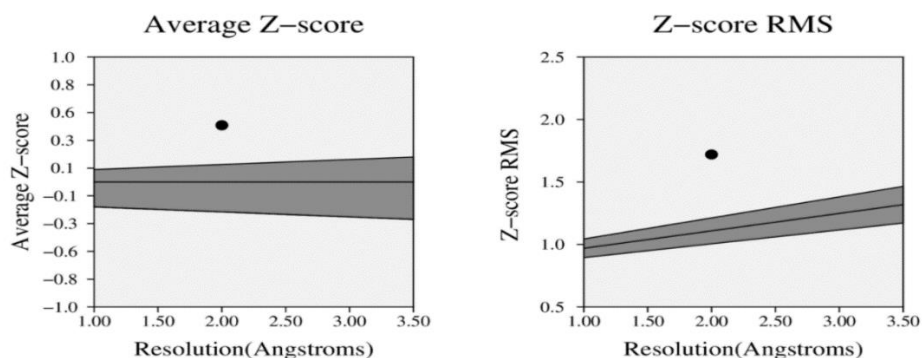 Average Z−score
1.0
0.8
0.6
0.3
0.1
−0.1
−0.3
−0.6
−0.8
−1.0
Average Z−score
1.00 1.50 2.00 2.50 3.00 3.50
Resolution(Angstroms)
Z−score RMS
2.5
2.0
1.5
1.0
0.5
Z−score RMS
1.00 1.50 2.00 2.50 3.00 3.50
Resolution(Angstroms)